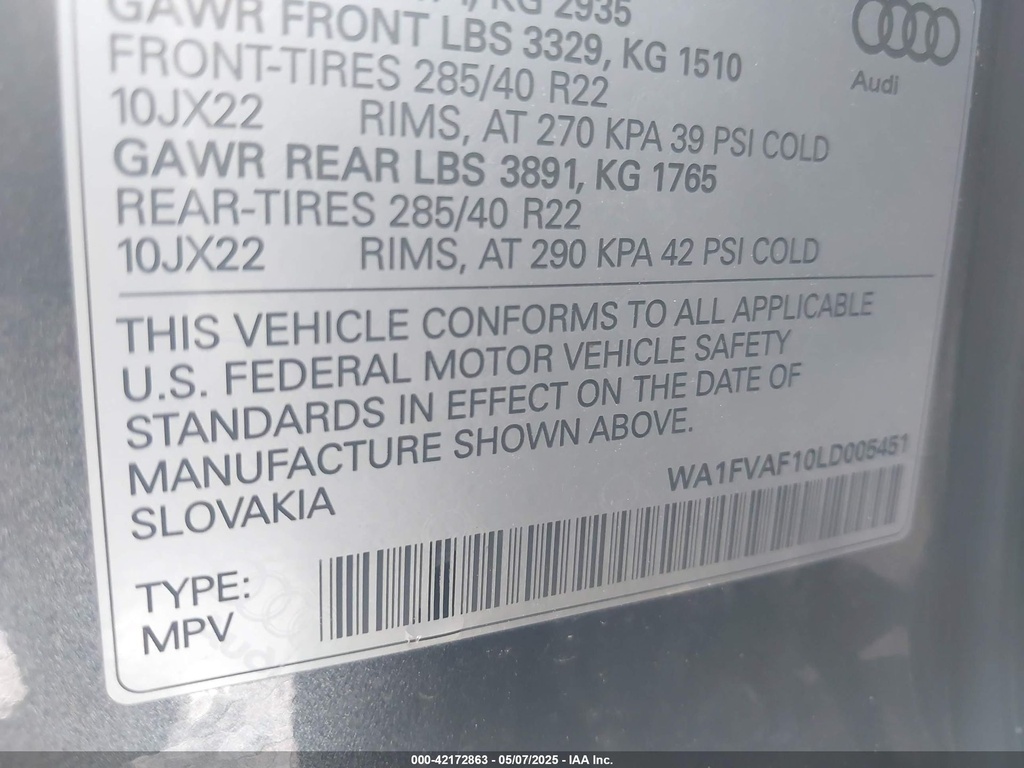 KG 2935
GAWR FRONT LBS 3329, KG 1510
FRONT-TIRES 285/40 R22
10JX22 RIMS, AT 270 KPA 39 PSI COLD
GAWR REAR LBS 3891, KG 1765
REAR-TIRES 285/40 R22
10JX22 RIMS, AT 290 KPA 42 PSI COLD
Audi
THIS VEHICLE CONFORMS TO ALL APPLICABLE
U.S. FEDERAL MOTOR VEHICLE SAFETY
STANDARDS IN EFFECT ON THE DATE OF
MANUFACTURE SHOWN ABOVE.
SLOVAKIA
WA1FVAF10LD005451
TYPE:
MPV
Audi
000-42172863 - 05/07/2025 - IAA Inc.